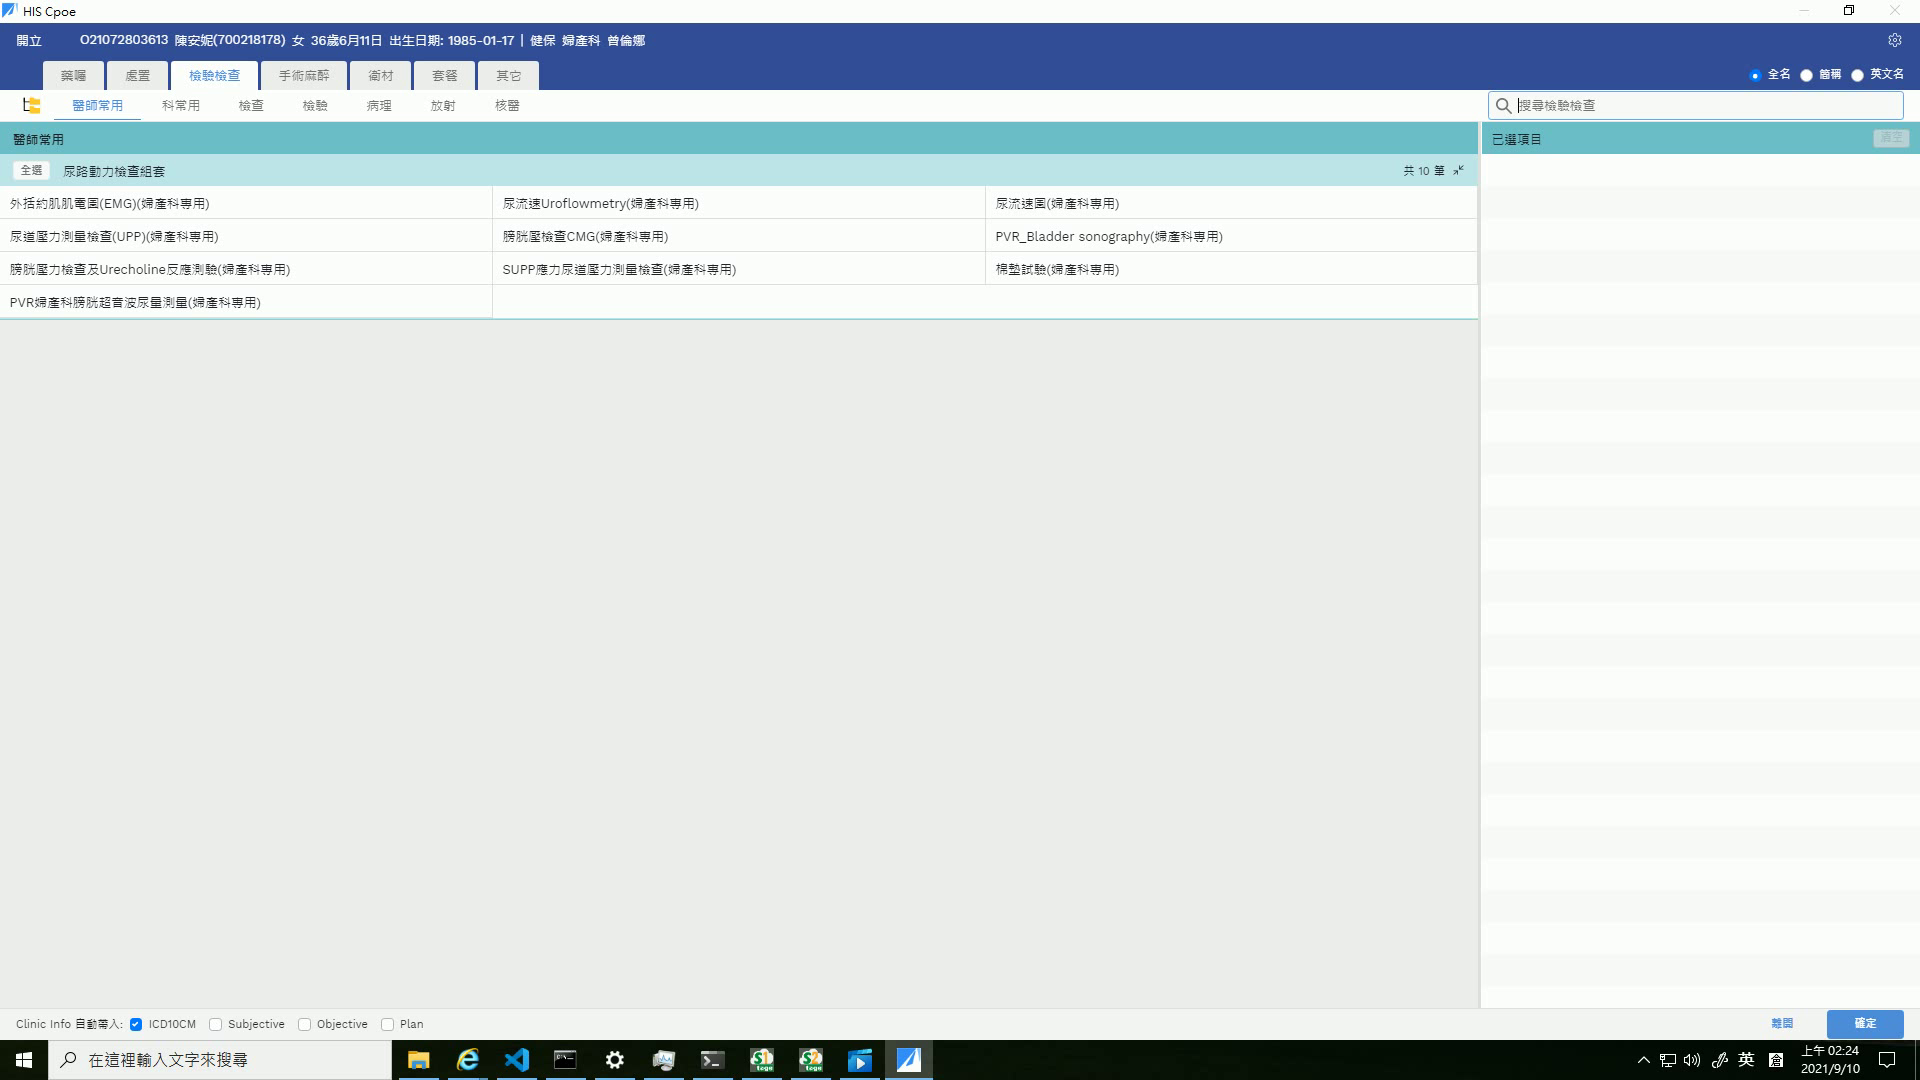 HIS Cpoe
開立 O21072803613 陳安妮(700218178) 女 36歲6月11日 出生日期: 1985-01-17 | 健保 婦產科 曾倫娜
藥囑 處置 檢驗檢查 手術麻醉 衛材 套餐 其它
全名 簡稱 英文名
醫師常用 科常用 檢查 檢驗 病理 放射 核醫
搜尋檢驗檢查
醫師常用
已選項目 清空
全選 尿路動力檢查組套 共 10 筆
外括約肌肌電圖(EMG)(婦產科專用) 尿流速Uroflowmetry(婦產科專用) 尿流速圖(婦產科專用)
尿道壓力測量檢查(UPP)(婦產科專用) 膀胱壓檢查CMG(婦產科專用) PVR_Bladder sonography(婦產科專用)
膀胱壓力檢查及Urecholine反應測驗(婦產科專用) SUPP應力尿道壓力測量檢查(婦產科專用) 棉墊試驗(婦產科專用)
PVR婦產科膀胱超音波尿量測量(婦產科專用)
Clinic Info 自動帶入: ICD10CM Subjective Objective Plan
離開 確定
在這裡輸入文字來搜尋
英 上午 02:24
2021/9/10